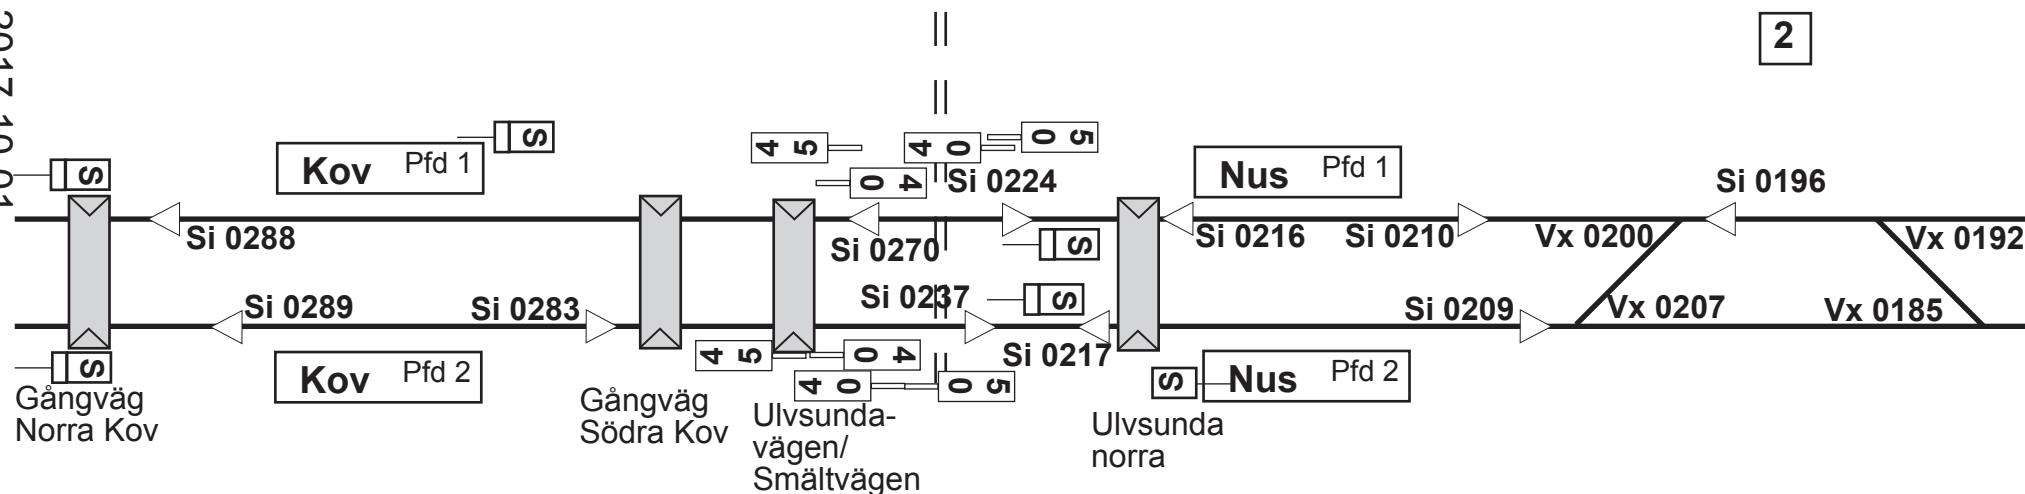 2017 10 01
2
S
Kov Pfd 1
S
4 5
4 0
5 0
4 0
Si 0224
Nus Pfd 1
Si 0196
Si 0288
Si 0270
S
Si 0216
Si 0210
Vx 0200
Vx 0192
Si 0289
Si 0283
Si 0237
S
Si 0209
Vx 0207
Vx 0185
S
Kov Pfd 2
4 5
4 0
Si 0217
4 0
5 0
S
Nus Pfd 2
Gångväg
Norra Kov
Gångväg
Södra Kov
Ulvsunda-
vägen/
Smältvägen
Ulvsunda
norra